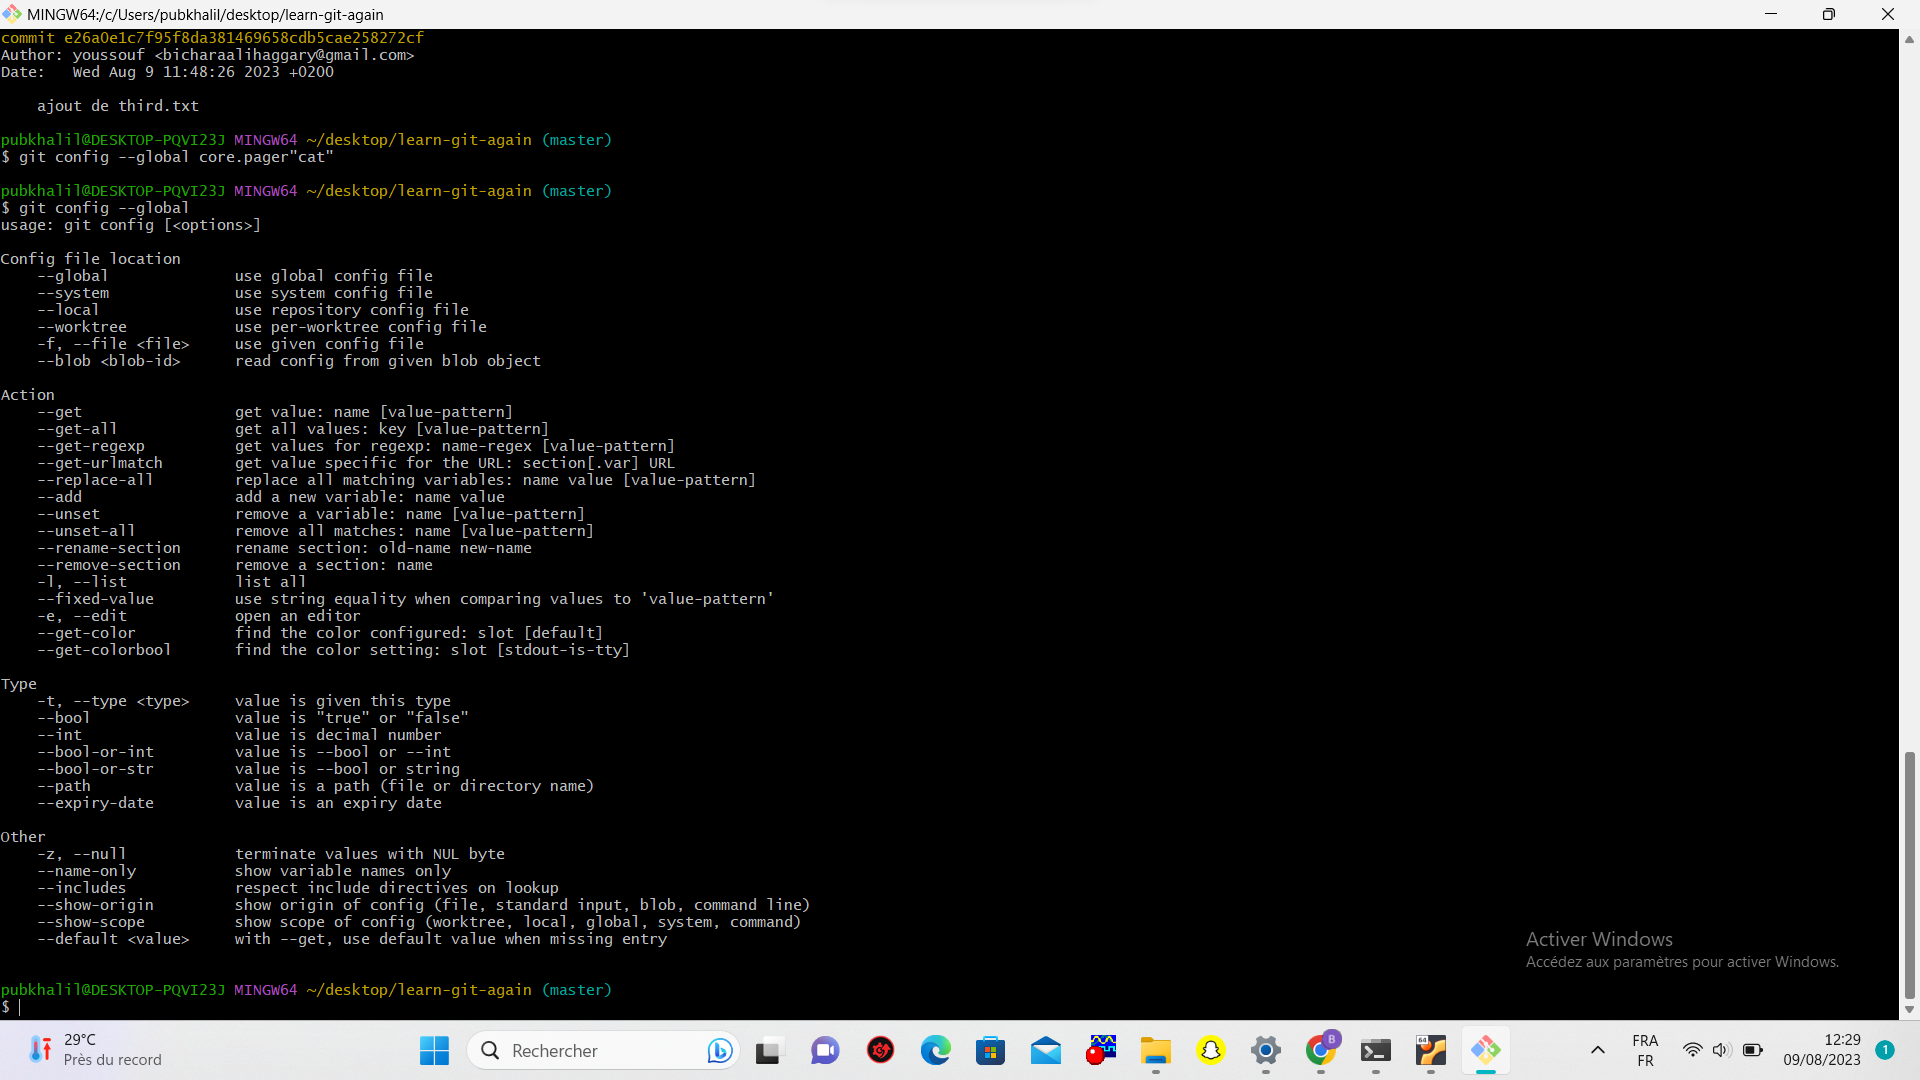 MINGW64:/c/Users/pubkhalil/desktop/learn-git-again
commit e26a0e1c7f95f8da381469658cdb5cae258272cf
Author: youssouf <bicharaalihaggary@gmail.com>
Date:   Wed Aug 9 11:48:26 2023 +0200
    ajout de third.txt
pubkhalil@DESKTOP-PQVI23J MINGW64 ~/desktop/learn-git-again (master)
$ git config --global core.pager"cat"
pubkhalil@DESKTOP-PQVI23J MINGW64 ~/desktop/learn-git-again (master)
$ git config --global
usage: git config [<options>]
Config file location
    --global              use global config file
    --system              use system config file
    --local               use repository config file
    --worktree            use per-worktree config file
    -f, --file <file>     use given config file
    --blob <blob-id>      read config from given blob object
Action
    --get                 get value: name [value-pattern]
    --get-all             get all values: key [value-pattern]
    --get-regexp          get values for regexp: name-regex [value-pattern]
    --get-urlmatch        get value specific for the URL: section[.var] URL
    --replace-all         replace all matching variables: name value [value-pattern]
    --add                 add a new variable: name value
    --unset               remove a variable: name [value-pattern]
    --unset-all           remove all matches: name [value-pattern]
    --rename-section      rename section: old-name new-name
    --remove-section      remove a section: name
    -l, --list            list all
    --fixed-value         use string equality when comparing values to 'value-pattern'
    -e, --edit            open an editor
    --get-color           find the color configured: slot [default]
    --get-colorbool       find the color setting: slot [stdout-is-tty]
Type
    -t, --type <type>     value is given this type
    --bool                value is "true" or "false"
    --int                 value is decimal number
    --bool-or-int         value is --bool or --int
    --bool-or-str         value is --bool or string
    --path                value is a path (file or directory name)
    --expiry-date         value is an expiry date
Other
    -z, --null            terminate values with NUL byte
    --name-only           show variable names only
    --includes            respect include directives on lookup
    --show-origin         show origin of config (file, standard input, blob, command line)
    --show-scope          show scope of config (worktree, local, global, system, command)
    --default <value>     with --get, use default value when missing entry
Activer Windows
Accédez aux paramètres pour activer Windows.
pubkhalil@DESKTOP-PQVI23J MINGW64 ~/desktop/learn-git-again (master)
$
29°C
Près du record
Rechercher
B
64
FRA
FR
12:29
09/08/2023
1